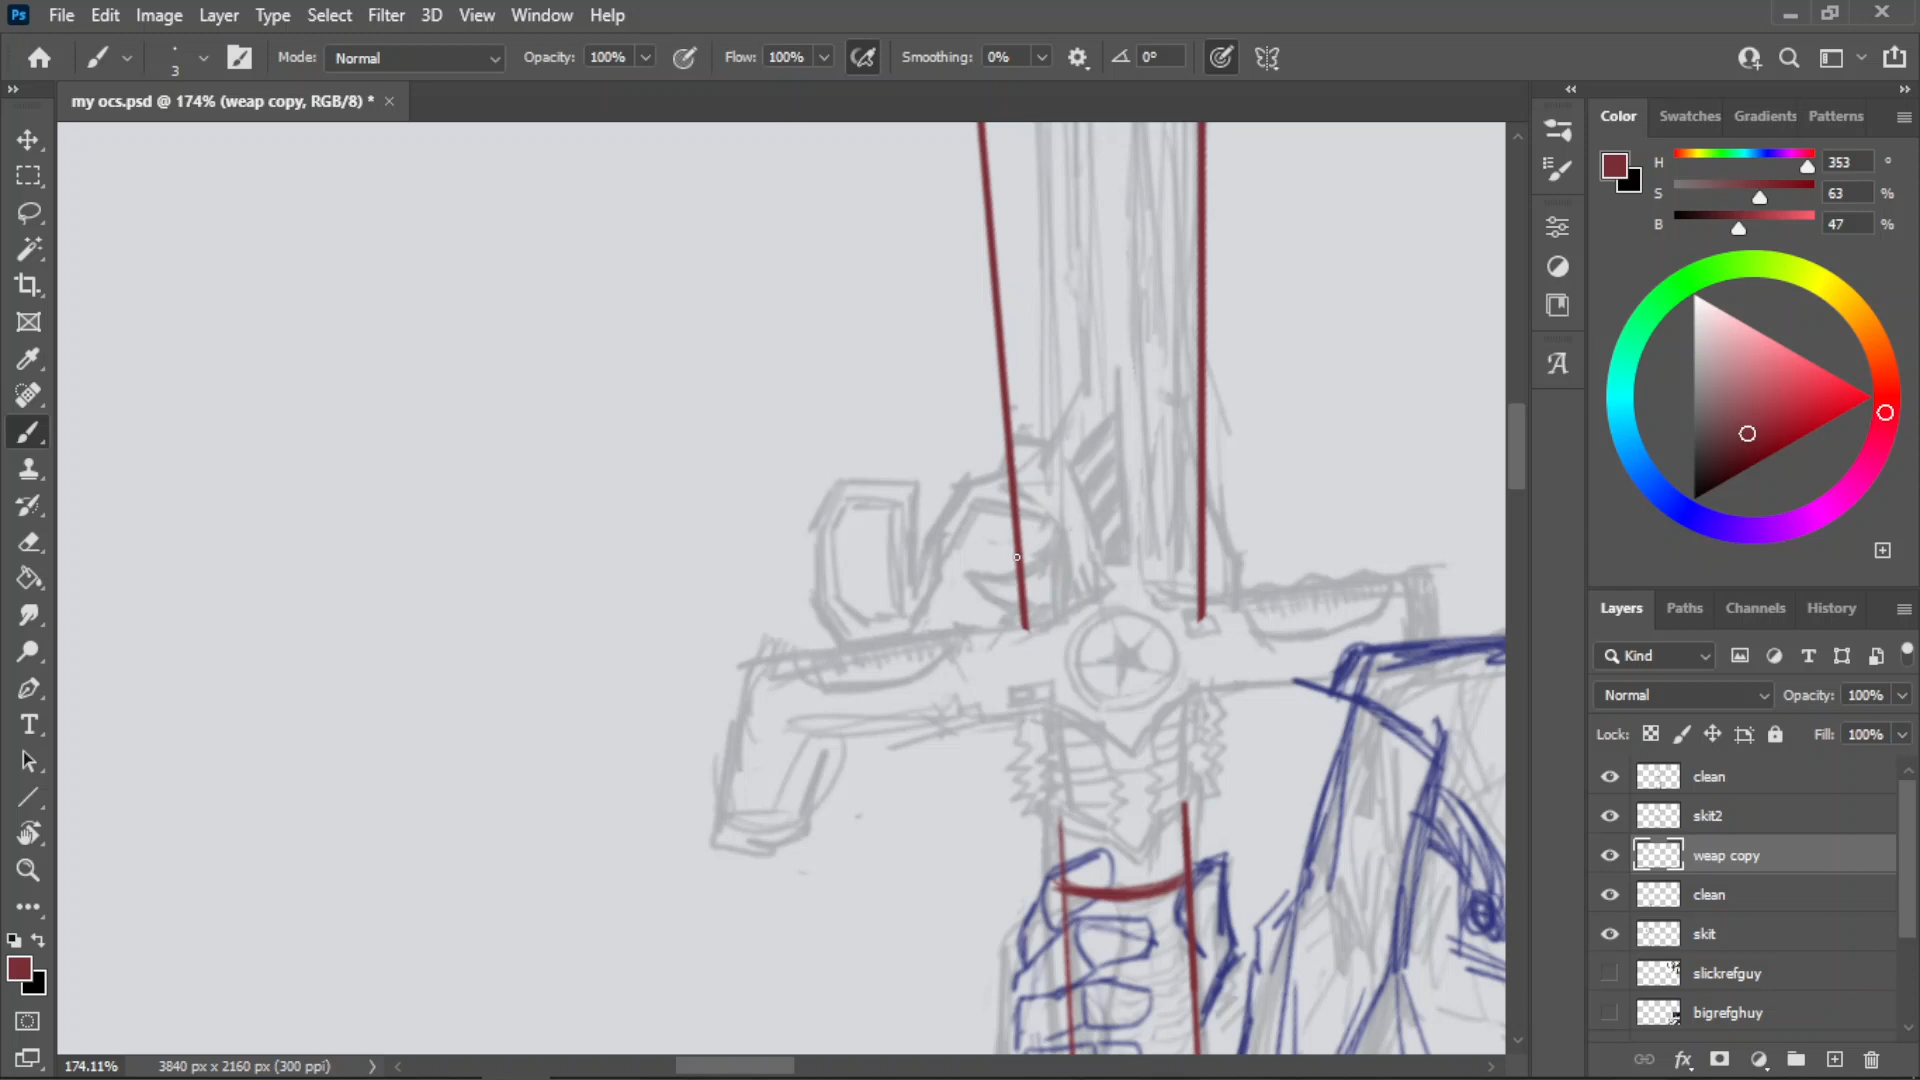 Ps File Edit Image Layer Type Select Filter 3D View Window Help
3 Mode: Normal Opacity: 100% Flow: 100% Smoothing: 0% 0°
my ocs.psd @ 174% (weap copy, RGB/8) *
Color Swatches Gradients Patterns
H 353 °
S 63 %
B 47 %
Layers Paths Channels History
Kind
Normal Opacity: 100%
Lock: Fill: 100%
clean
skit2
weap copy
clean
skit
slickrefguy
bigrefghuy
174.11% 3840 px x 2160 px (300 ppi)